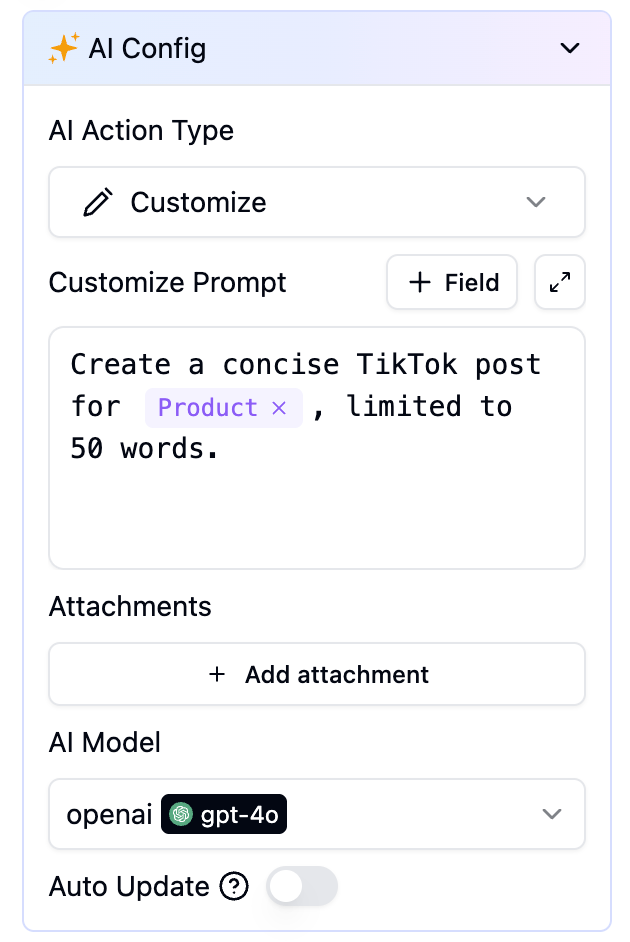 AI Config
AI Action Type
Customize
Customize Prompt
+ Field
Create a concise TikTok post
for Product × , limited to
50 words.
Attachments
+ Add attachment
AI Model
openai gpt-4o
Auto Update ?